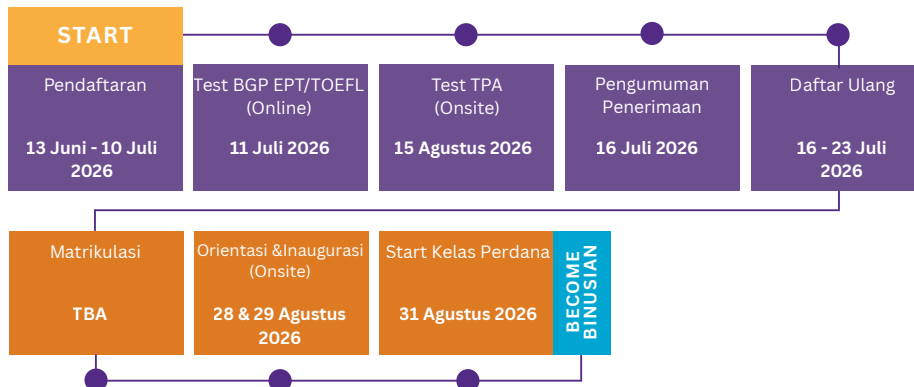 START
Pendaftaran
13 Juni - 10 Juli
2026
Test BGP EPT/TOEFL
(Online)
11 Juli 2026
Test TPA
(Onsite)
15 Agustus 2026
Pengumuman
Penerimaan
16 Juli 2026
Daftar Ulang
16 - 23 Juli
2026
Matrikulasi
TBA
Orientasi &Inaugurasi
(Onsite)
28 & 29 Agustus
2026
Start Kelas Perdana
31 Agustus 2026
BECOME
BINUSIAN